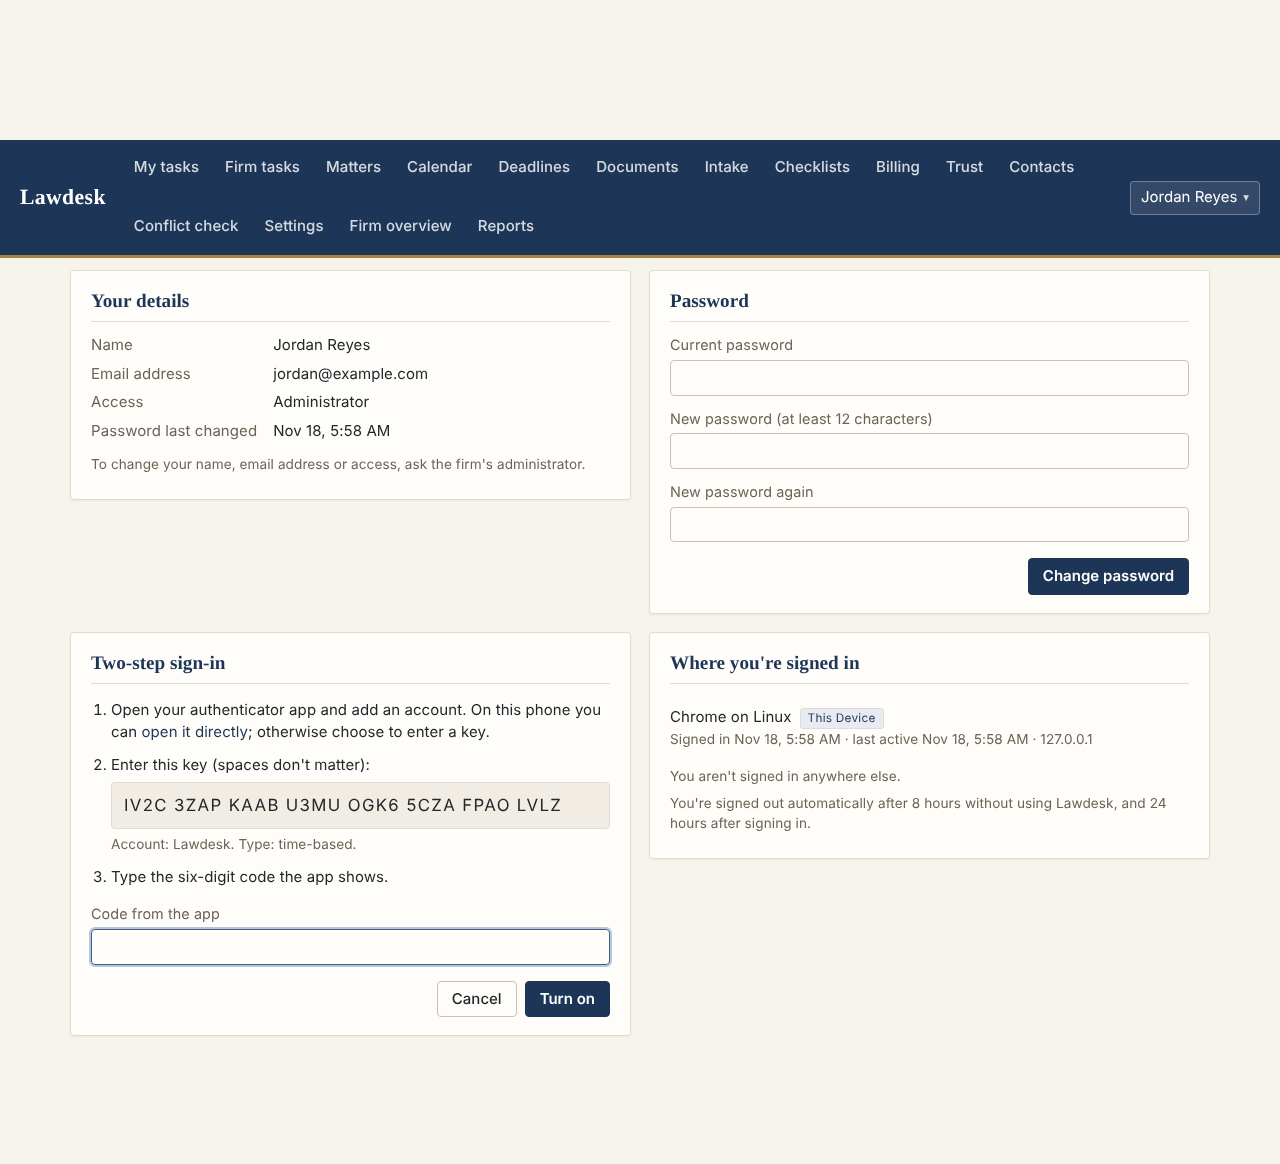 Lawdesk
My tasks Firm tasks Matters Calendar Deadlines Documents Intake Checklists Billing Trust Contacts
Conflict check Settings Firm overview Reports
Jordan Reyes ▾
Your details
Name Jordan Reyes
Email address jordan@example.com
Access Administrator
Password last changed Nov 18, 5:58 AM
To change your name, email address or access, ask the firm's administrator.
Password
Current password
New password (at least 12 characters)
New password again
Change password
Two-step sign-in
1. Open your authenticator app and add an account. On this phone you
can open it directly; otherwise choose to enter a key.
2. Enter this key (spaces don't matter):
IV2C 3ZAP KAAB U3MU OGK6 5CZA FPAO LVLZ
Account: Lawdesk. Type: time-based.
3. Type the six-digit code the app shows.
Code from the app
Cancel Turn on
Where you're signed in
Chrome on Linux This Device
Signed in Nov 18, 5:58 AM · last active Nov 18, 5:58 AM · 127.0.0.1
You aren't signed in anywhere else.
You're signed out automatically after 8 hours without using Lawdesk, and 24
hours after signing in.